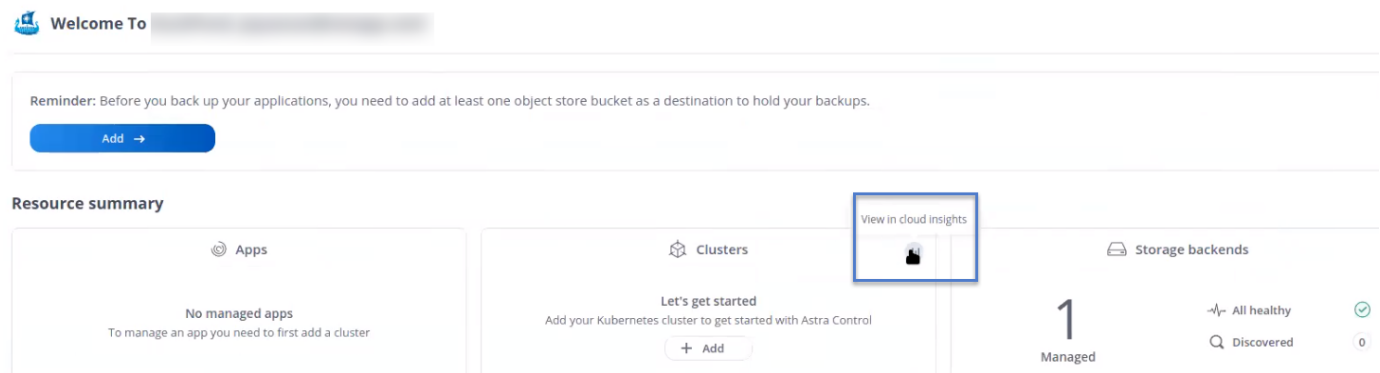 Welcome To
Reminder: Before you back up your applications, you need to add at least one object store bucket as a destination to hold your backups.
Add →
Resource summary
View in cloud insights
Apps
Clusters
Storage backends
No managed apps
To manage an app you need to first add a cluster
Let's get started
Add your Kubernetes cluster to get started with Astra Control
+ Add
1
Managed
All healthy
Discovered 0